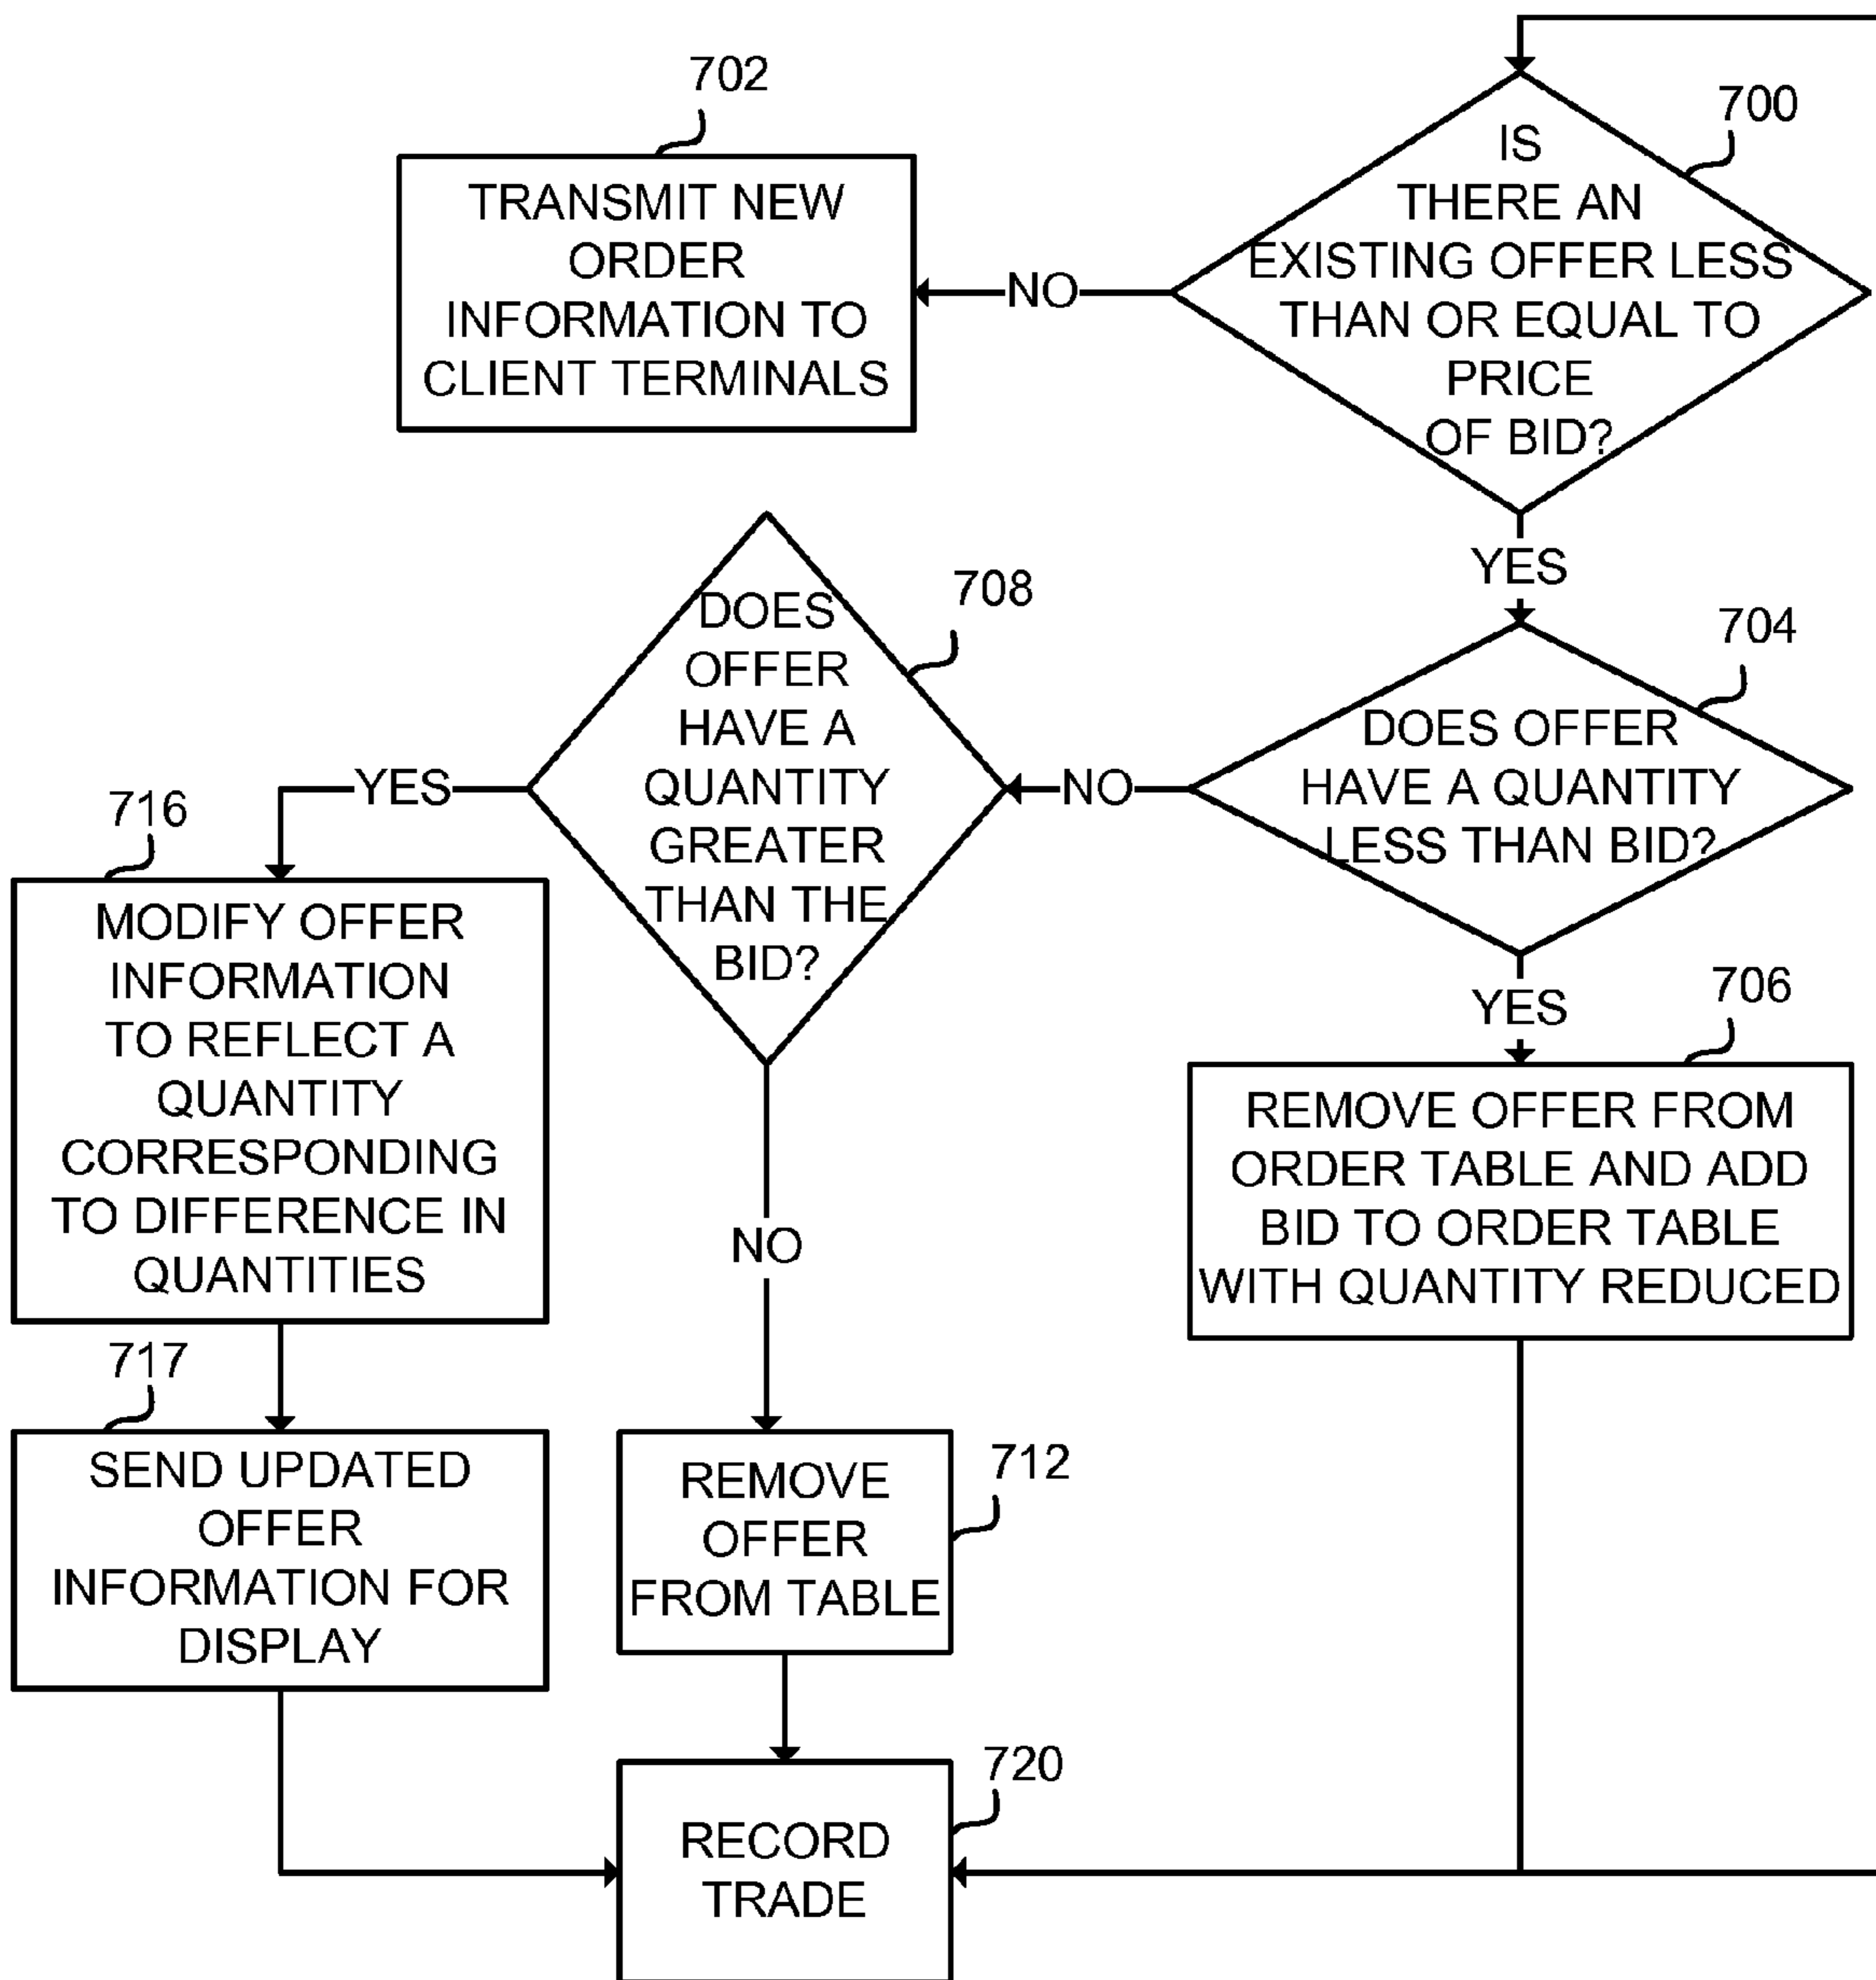 702
TRANSMIT NEW
ORDER
INFORMATION TO
CLIENT TERMINALS
NO
700
IS
THERE AN
EXISTING OFFER LESS
THAN OR EQUAL TO
PRICE
OF BID?
YES
704
DOES OFFER
HAVE A QUANTITY
LESS THAN BID?
NO
708
DOES
OFFER
HAVE A
QUANTITY
GREATER
THAN THE
BID?
YES
716
MODIFY OFFER
INFORMATION
TO REFLECT A
QUANTITY
CORRESPONDING
TO DIFFERENCE IN
QUANTITIES
NO
YES
706
REMOVE OFFER FROM
ORDER TABLE AND ADD
BID TO ORDER TABLE
WITH QUANTITY REDUCED
717
SEND UPDATED
OFFER
INFORMATION FOR
DISPLAY
712
REMOVE
OFFER
FROM TABLE
720
RECORD
TRADE